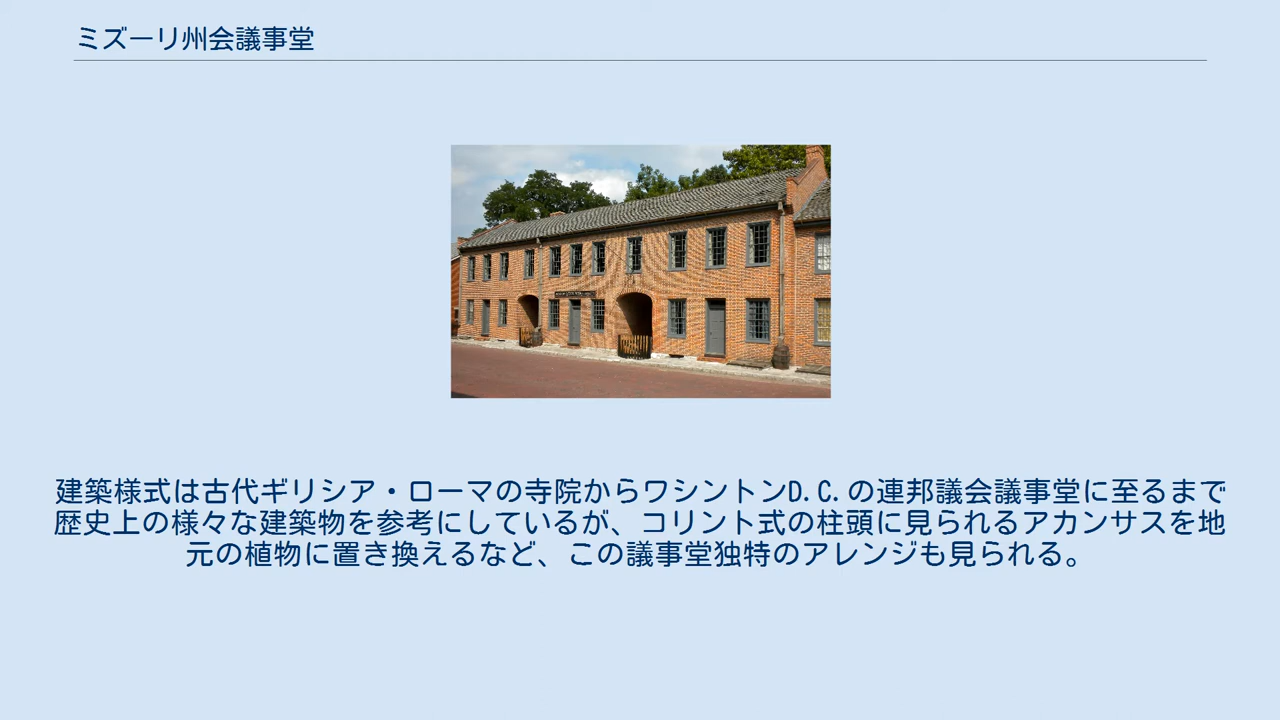 ミズーリ州会議事堂
建築様式は古代ギリシア・ローマの寺院からワシントンD.C.の連邦議会議事堂に至るまで
歴史上の様々な建築物を参考にしているが、コリント式の柱頭に見られるアカンサスを地
元の植物に置き換えるなど、この議事堂独特のアレンジも見られる。